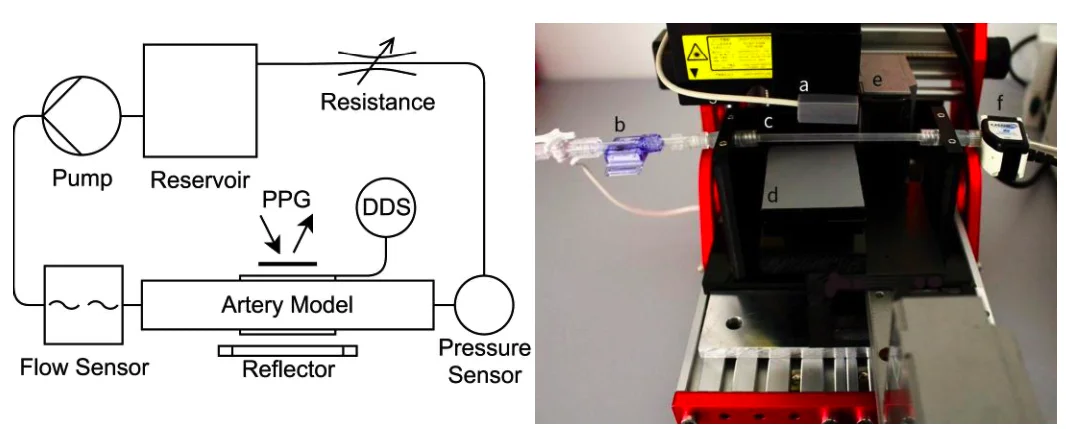 Resistance
Pump
Reservoir
PPG
DDS
Artery Model
Flow Sensor
Reflector
Pressure
Sensor
a
b
c
d
e
f